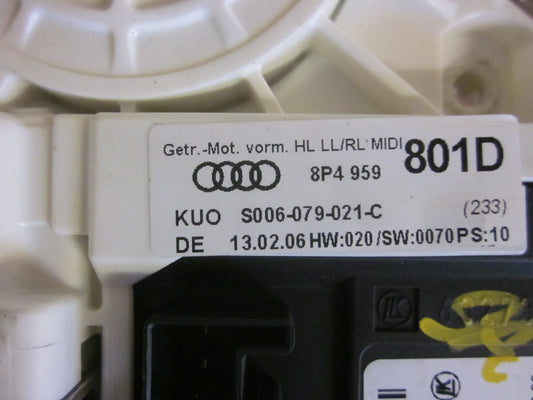 Getr.-Mot. vorm. HL LL/RL MIDI
8P4 959 801D
KUO S006-079-021-C (233)
DE 13.02.06 HW:020/SW:0070 PS:10